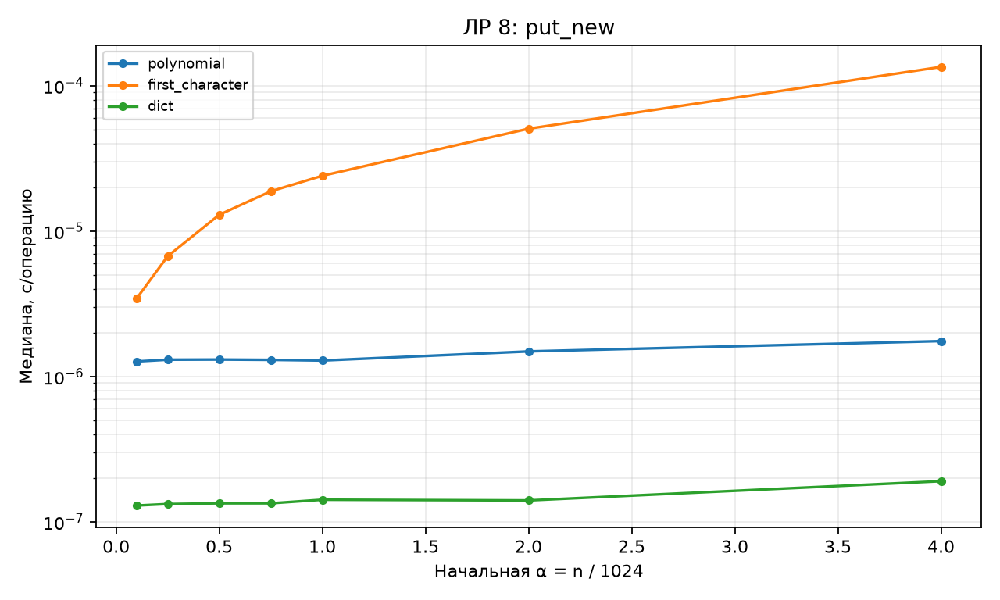 ЛР 8: put_new
polynomial
first_character
dict
10⁻⁴
10⁻⁵
10⁻⁶
10⁻⁷
Медиана, с/операцию
0.0 0.5 1.0 1.5 2.0 2.5 3.0 3.5 4.0
Начальная α = n / 1024